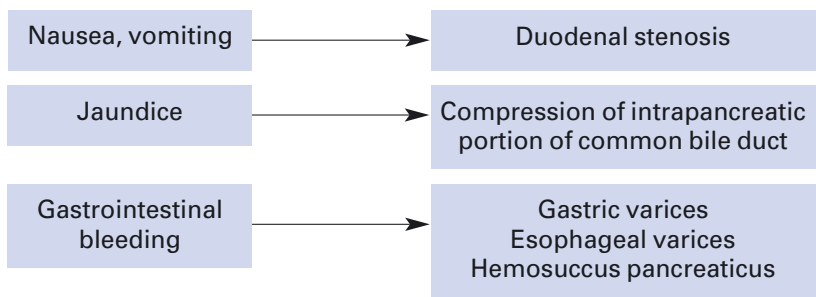 Nausea, vomiting
Duodenal stenosis
Jaundice
Compression of intrapancreatic
portion of common bile duct
Gastrointestinal
bleeding
Gastric varices
Esophageal varices
Hemosuccus pancreaticus